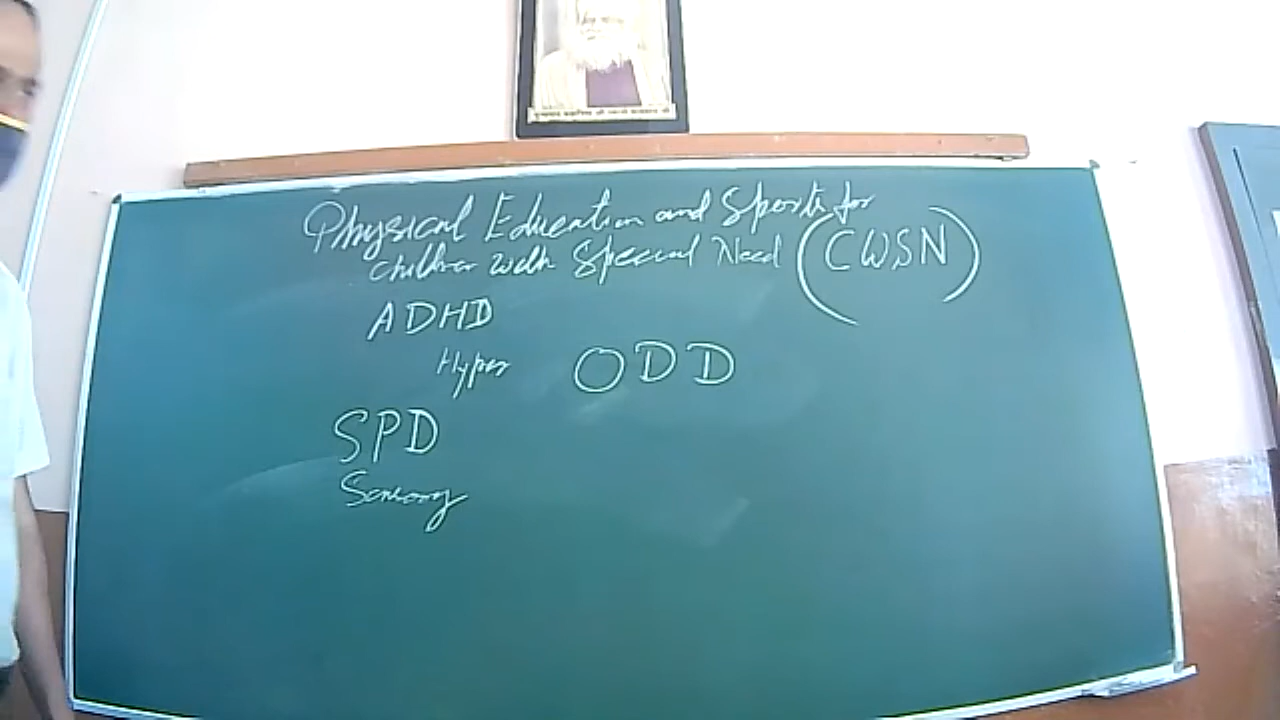 Physical Education and Sports for
Children with Special Need (CWSN)
ADHD
Hyper ODD
SPD
Sensory